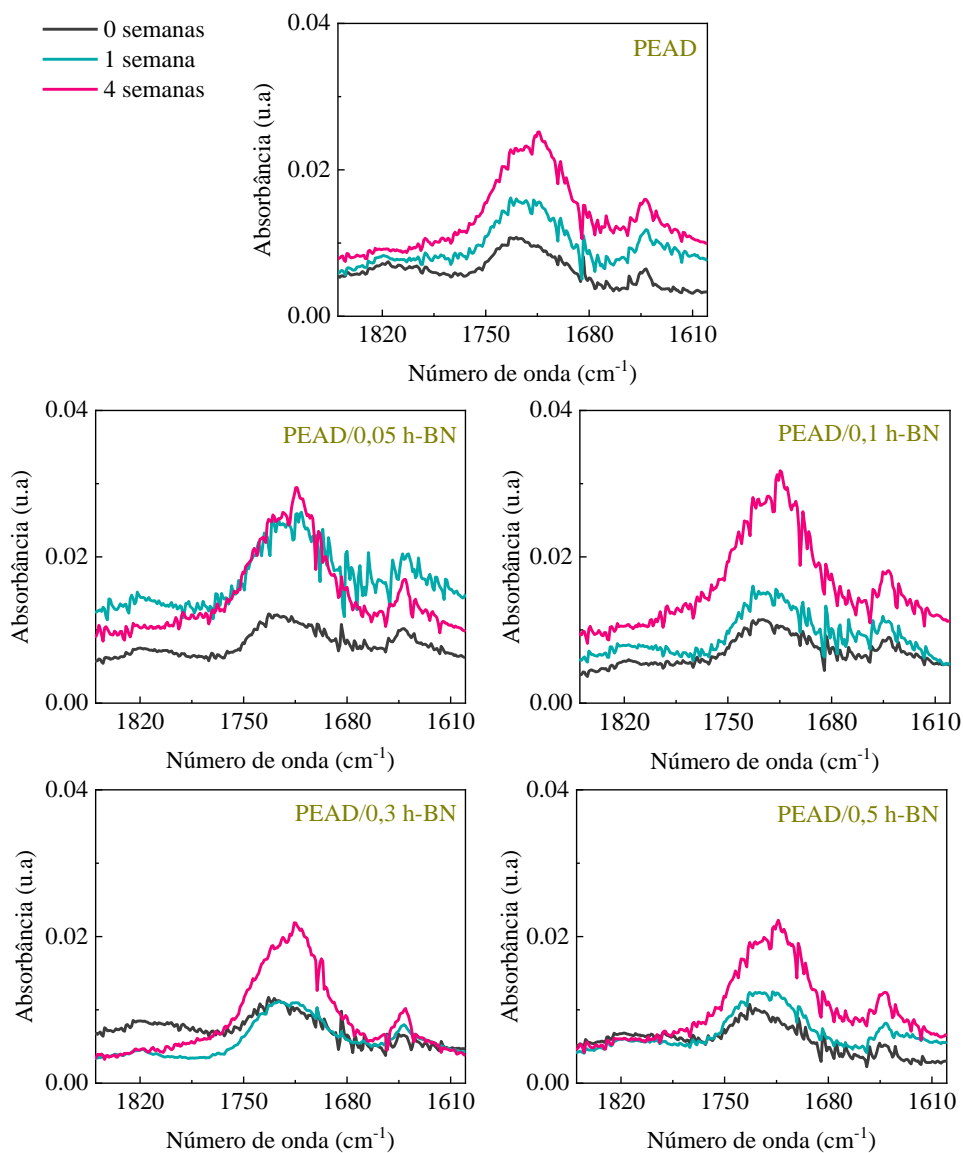 0 semanas
1 semana
4 semanas
PEAD
0.04
0.02
0.00
Absorbância (u.a)
1820 1750 1680 1610
Número de onda (cm⁻¹)
PEAD/0,05 h-BN
0.04
0.02
0.00
Absorbância (u.a)
1820 1750 1680 1610
Número de onda (cm⁻¹)
PEAD/0,1 h-BN
0.04
0.02
0.00
Absorbância (u.a)
1820 1750 1680 1610
Número de onda (cm⁻¹)
PEAD/0,3 h-BN
0.04
0.02
0.00
Absorbância (u.a)
1820 1750 1680 1610
Número de onda (cm⁻¹)
PEAD/0,5 h-BN
0.04
0.02
0.00
Absorbância (u.a)
1820 1750 1680 1610
Número de onda (cm⁻¹)